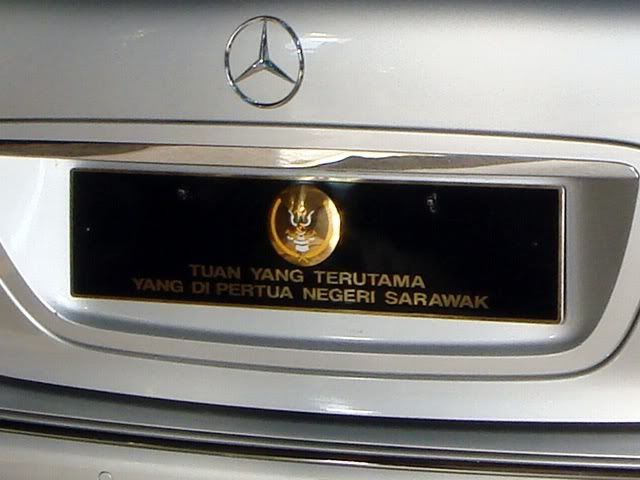 TUAN YANG TERUTAMA
YANG DI PERTUA NEGERI SARAWAK